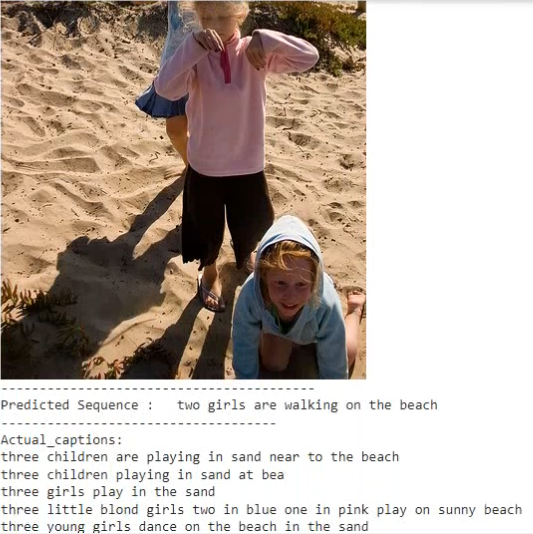 -----------------------------------------
Predicted Sequence :   two girls are walking on the beach
------------------------------------
Actual_captions:
three children are playing in sand near to the beach
three children playing in sand at bea
three girls play in the sand
three little blond girls two in blue one in pink play on sunny beach
three young girls dance on the beach in the sand